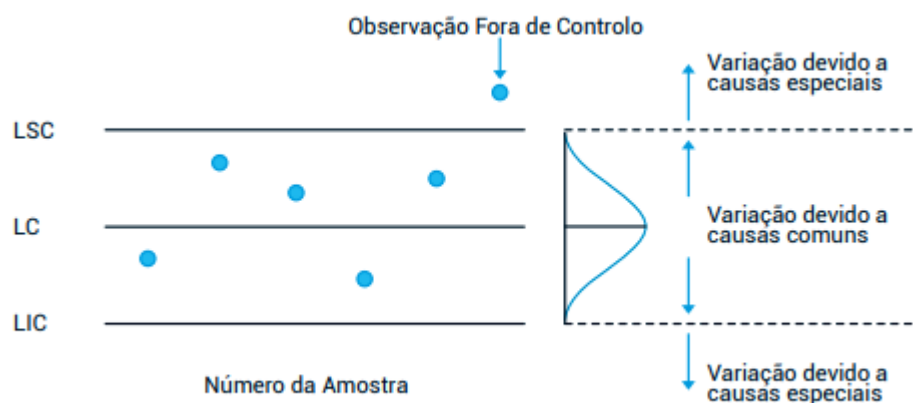 Observação Fora de Controlo
Variação devido a
causas especiais
LSC
LC
Variação devido a
causas comuns
LIC
Número da Amostra
Variação devido a
causas especiais